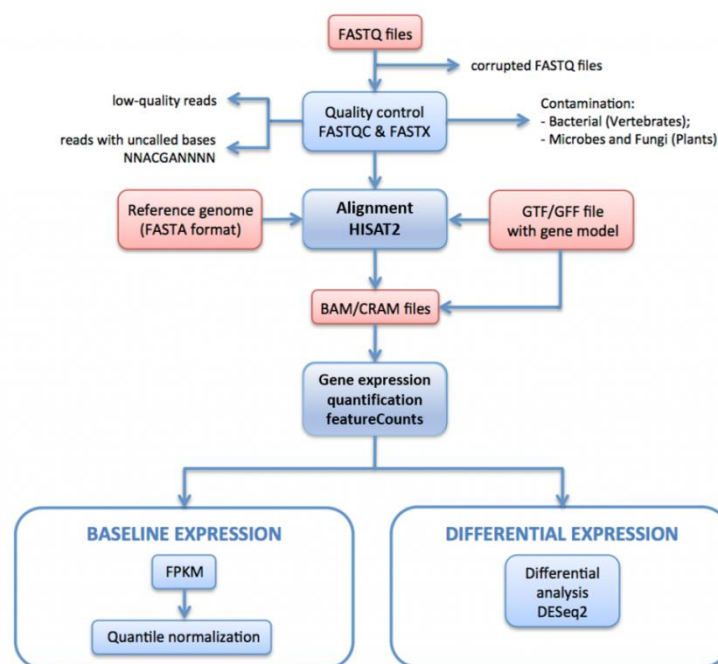 FASTQ files
corrupted FASTQ files
low-quality reads
reads with uncalled bases
NNACGANNNN
Quality control
FASTQC & FASTX
Contamination:
- Bacterial (Vertebrates);
- Microbes and Fungi (Plants)
Reference genome
(FASTA format)
Alignment
HISAT2
GTF/GFF file
with gene model
BAM/CRAM files
Gene expression
quantification
featureCounts
BASELINE EXPRESSION
FPKM
Quantile normalization
DIFFERENTIAL EXPRESSION
Differential
analysis
DESeq2